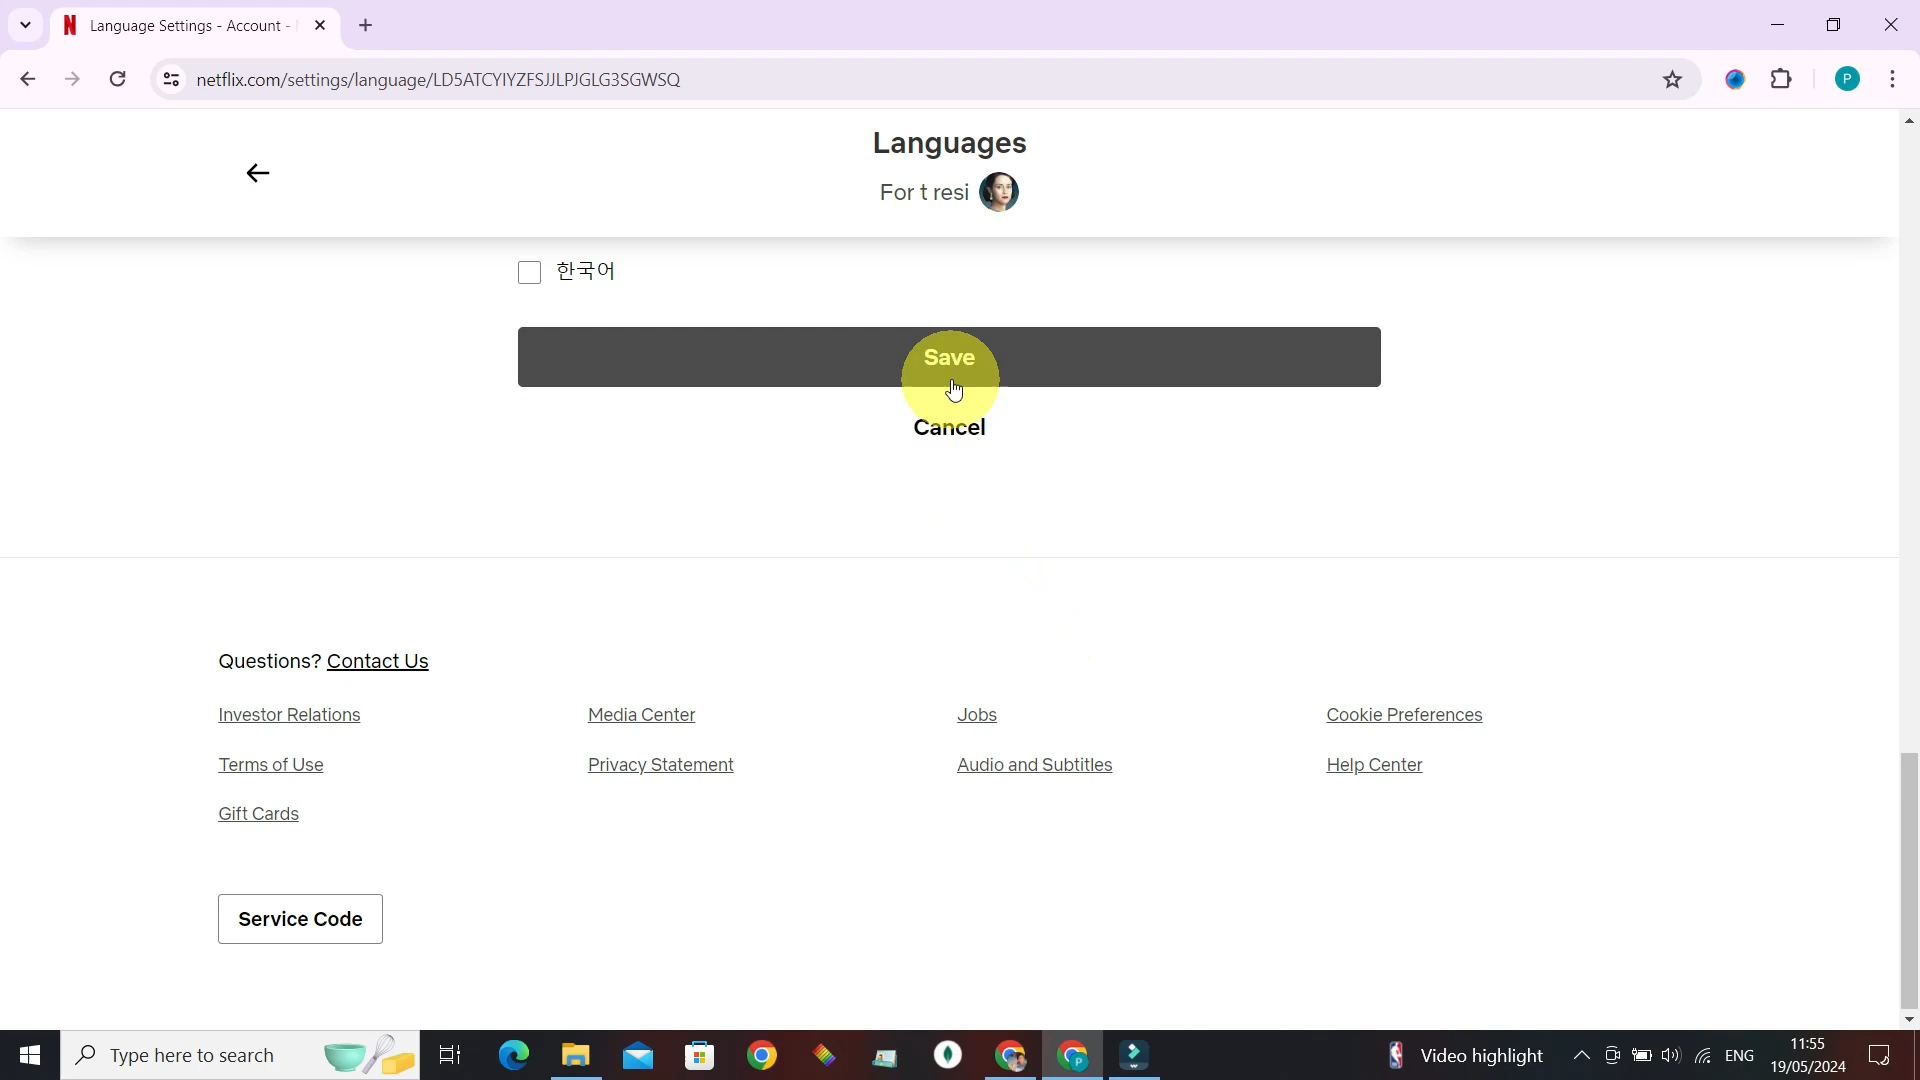 Language Settings - Account -
netflix.com/settings/language/LD5ATCYIYZFSJJLPJGLG3SGWSQ
P
Languages
For t resi
한국어
Save
Cancel
Questions? Contact Us
Investor Relations
Media Center
Jobs
Cookie Preferences
Terms of Use
Privacy Statement
Audio and Subtitles
Help Center
Gift Cards
Service Code
Type here to search
Video highlight
ENG
11:55
19/05/2024